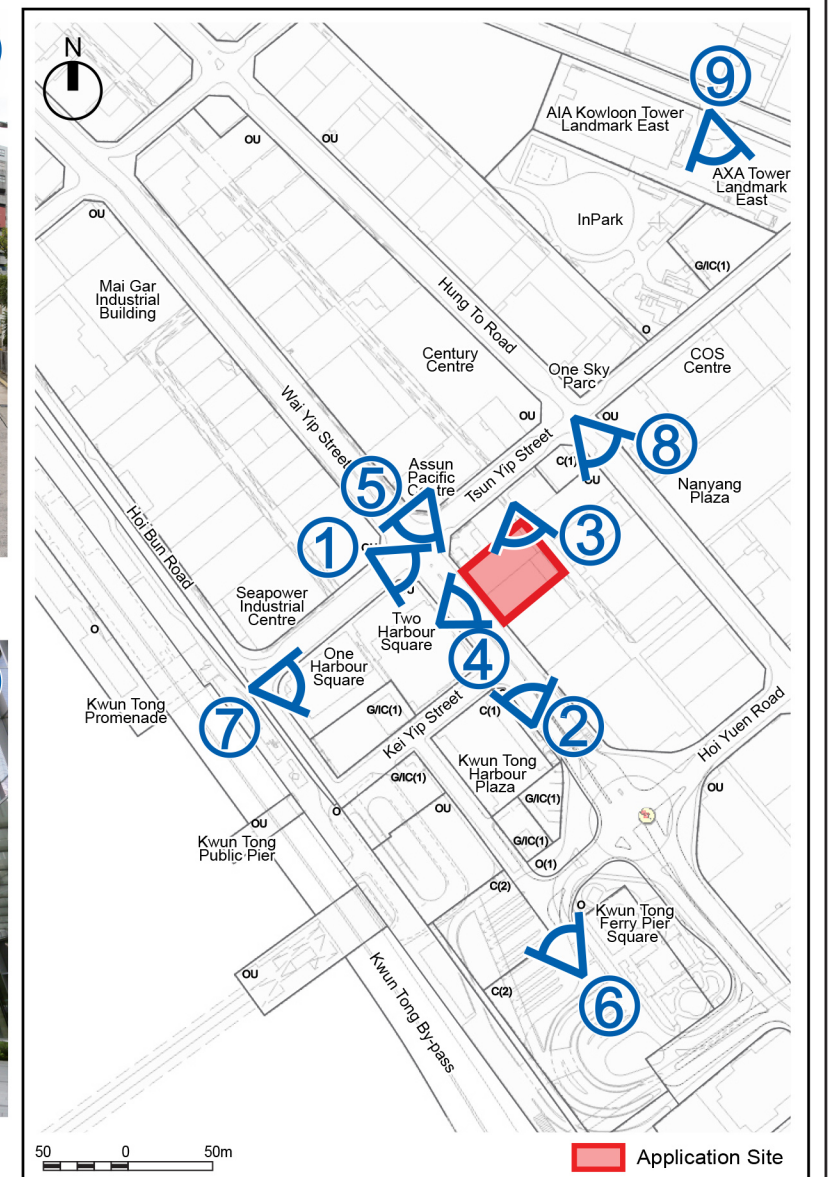 N
⑨
AIA Kowloon Tower
Landmark East
OU
OU
AXA Tower
Landmark
East
OU
InPark
G/IC(1)
Mai Gar
Industrial
Building
Hung To Road
O
Century
Centre
COS
Centre
One Sky
Parc
Wai Yip Street
OU
OU
⑧
Tsun Yip Street
C(1)
OU
Assun
Pacific
Centre
⑤
Nanyang
Plaza
Hoi Bun Road
①
③
Seapower
Industrial
Centre
O
Two
Harbour
Square
④
One
Harbour
Square
Kwun Tong
Promenade
G/IC(1)
⑦
C(1)
②
Kei Yip Street
Hoi Yuen Road
Kwun Tong
Harbour
Plaza
G/IC(1)
OU
G/IC(1)
OU
O
OU
Kwun Tong
Public Pier
G/IC(1)
O(1)
C(2)
O
Kwun Tong
Ferry Pier
Square
OU
C(2)
Kwun Tong By-pass
⑥
50 0 50m
Application Site